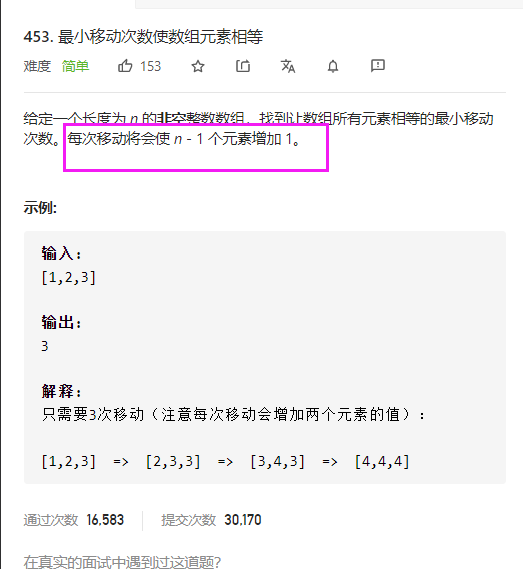 453. 最小移动次数使数组元素相等
难度 简单 153
给定一个长度为 n 的非空整数数组，找到让数组所有元素相等的最小移动
次数。每次移动将会使 n - 1 个元素增加 1。
示例:
输入:
[1,2,3]
输出:
3
解释:
只需要3次移动（注意每次移动会增加两个元素的值）:
[1,2,3] => [2,3,3] => [3,4,3] => [4,4,4]
通过次数 16,583 提交次数 30,170
在真实的面试中遇到过这道题?